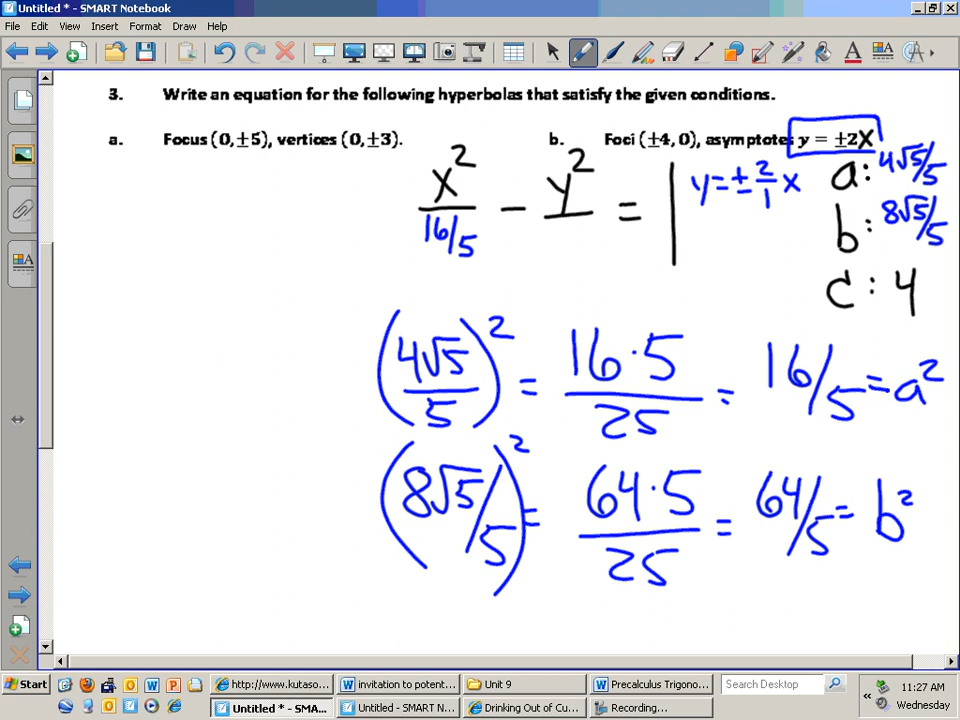 Untitled * - SMART Notebook
File Edit View Insert Format Draw Help
3. Write an equation for the following hyperbolas that satisfy the given conditions.
a. Focus (0,±5), vertices (0,±3). b. Foci (±4, 0), asymptotes y = ±2x
x² / 16/5 − y² / = 1 y = ± 2/1 x
a: 4√5/5
b: 8√5/5
c: 4
(4√5 / 5)² = 16·5 / 25 = 16/5 = a²
(8√5/5)² = 64·5 / 25 = 64/5 = b²
Start http://www.kutaso... invitation to potent... Unit 9 Precalculus Trigono... Search Desktop 11:27 AM
Untitled * - SMA... Untitled - SMART N... Drinking Out of Cu... Recording... Wednesday